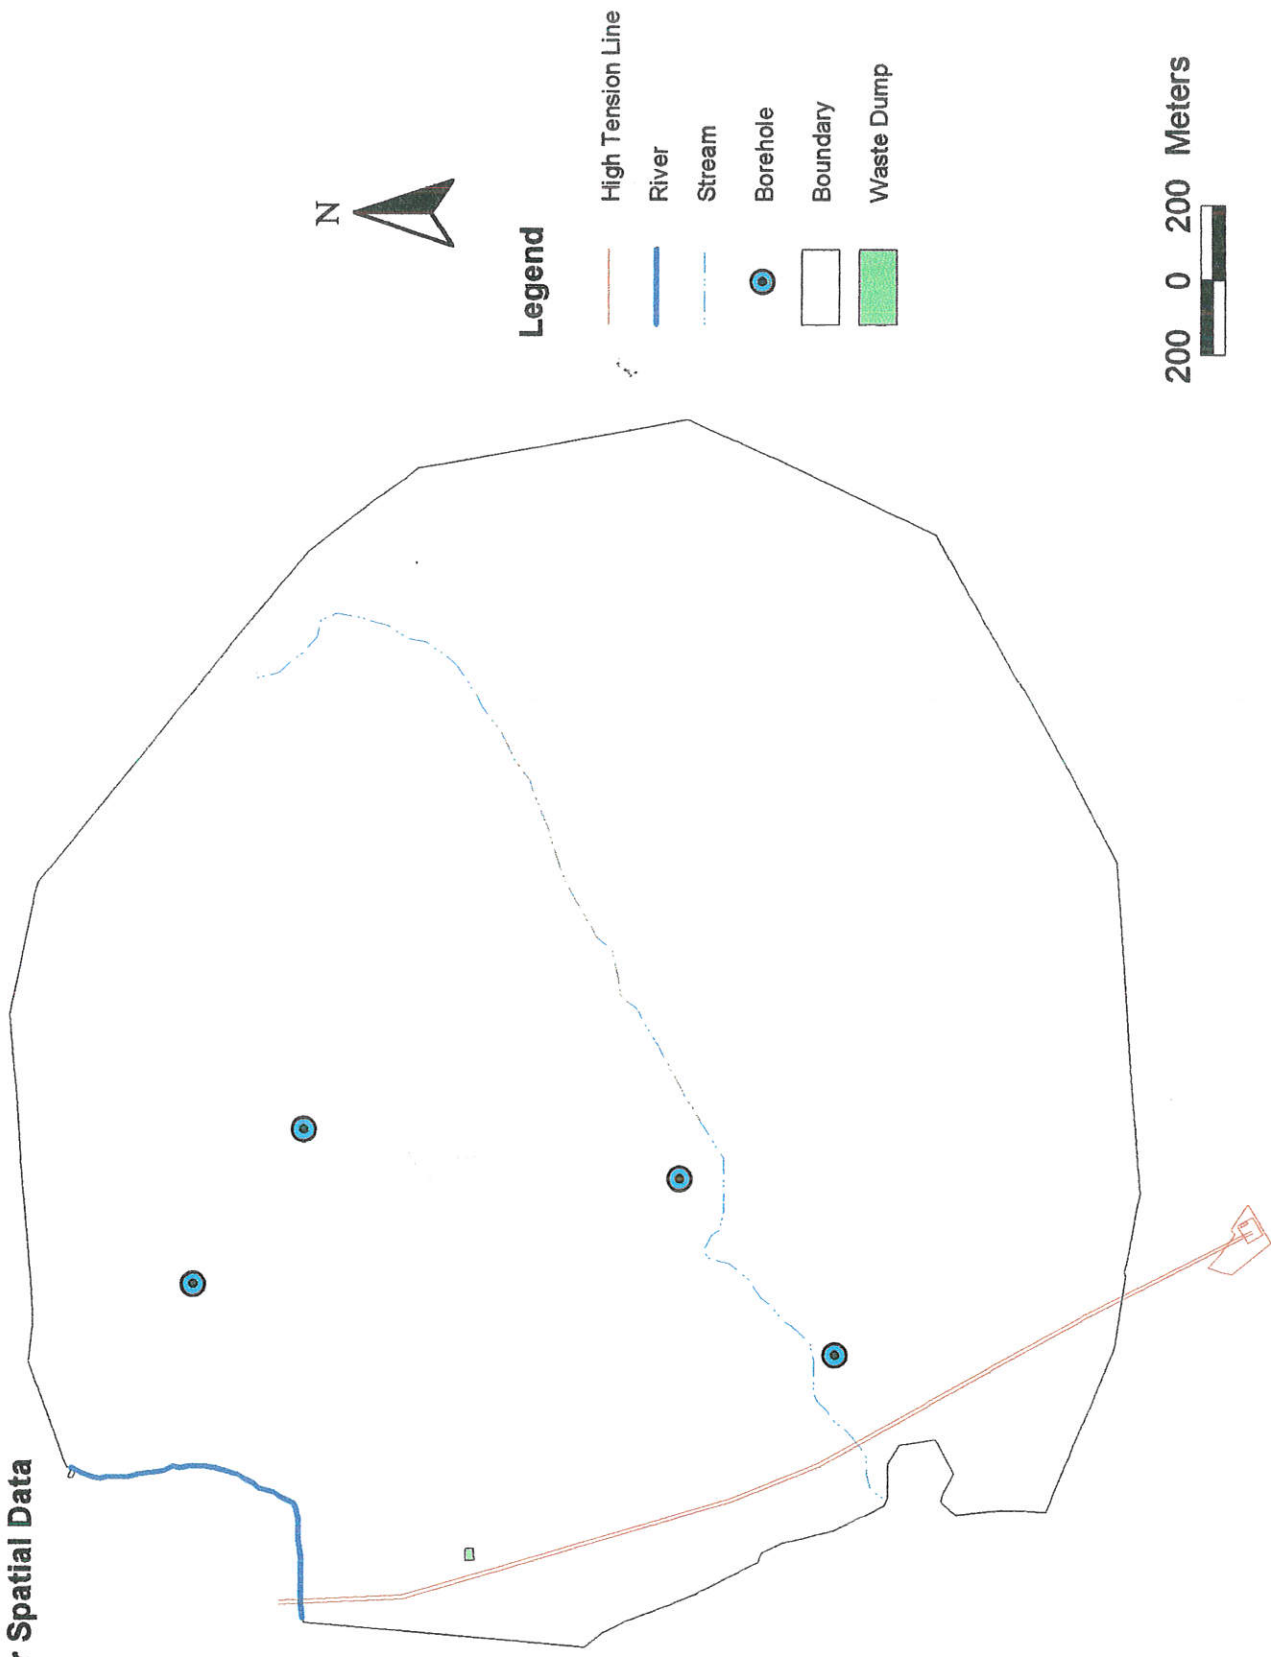 r Spatial Data
N
Legend
High Tension Line
River
Stream
Borehole
Boundary
Waste Dump
200 0 200 Meters